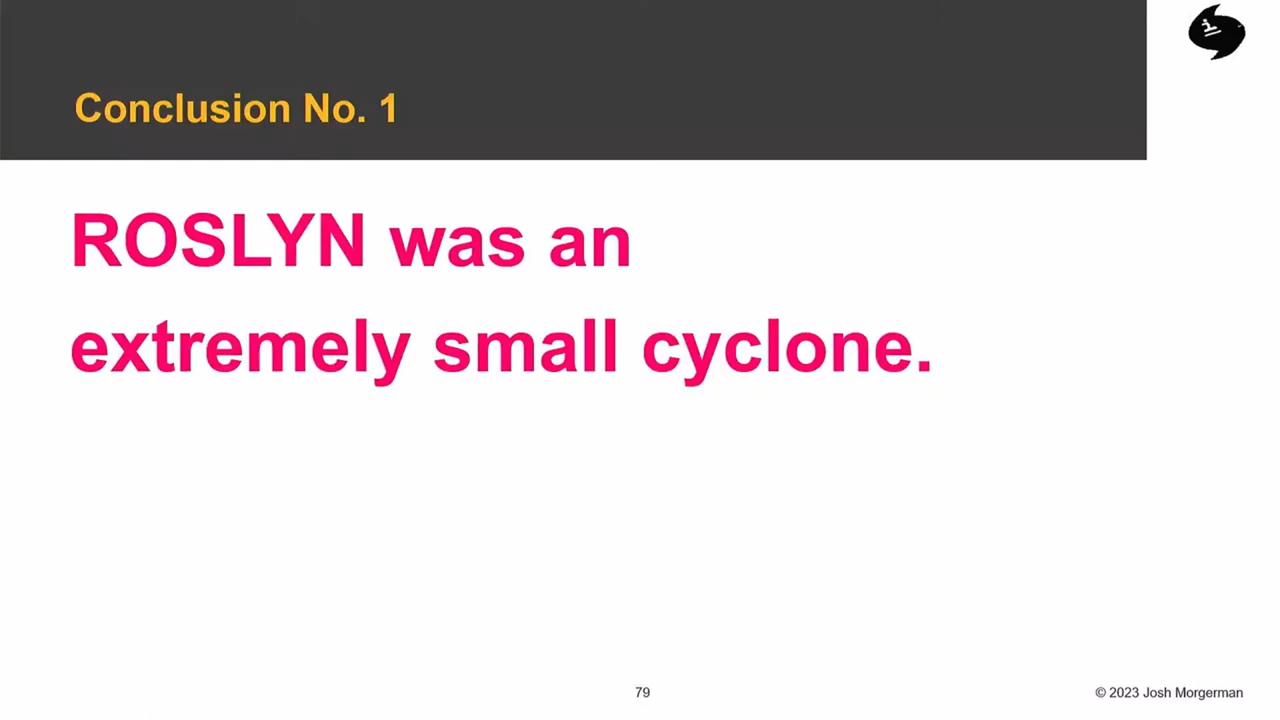 Conclusion No. 1
ROSLYN was an
extremely small cyclone.
79
© 2023 Josh Morgerman